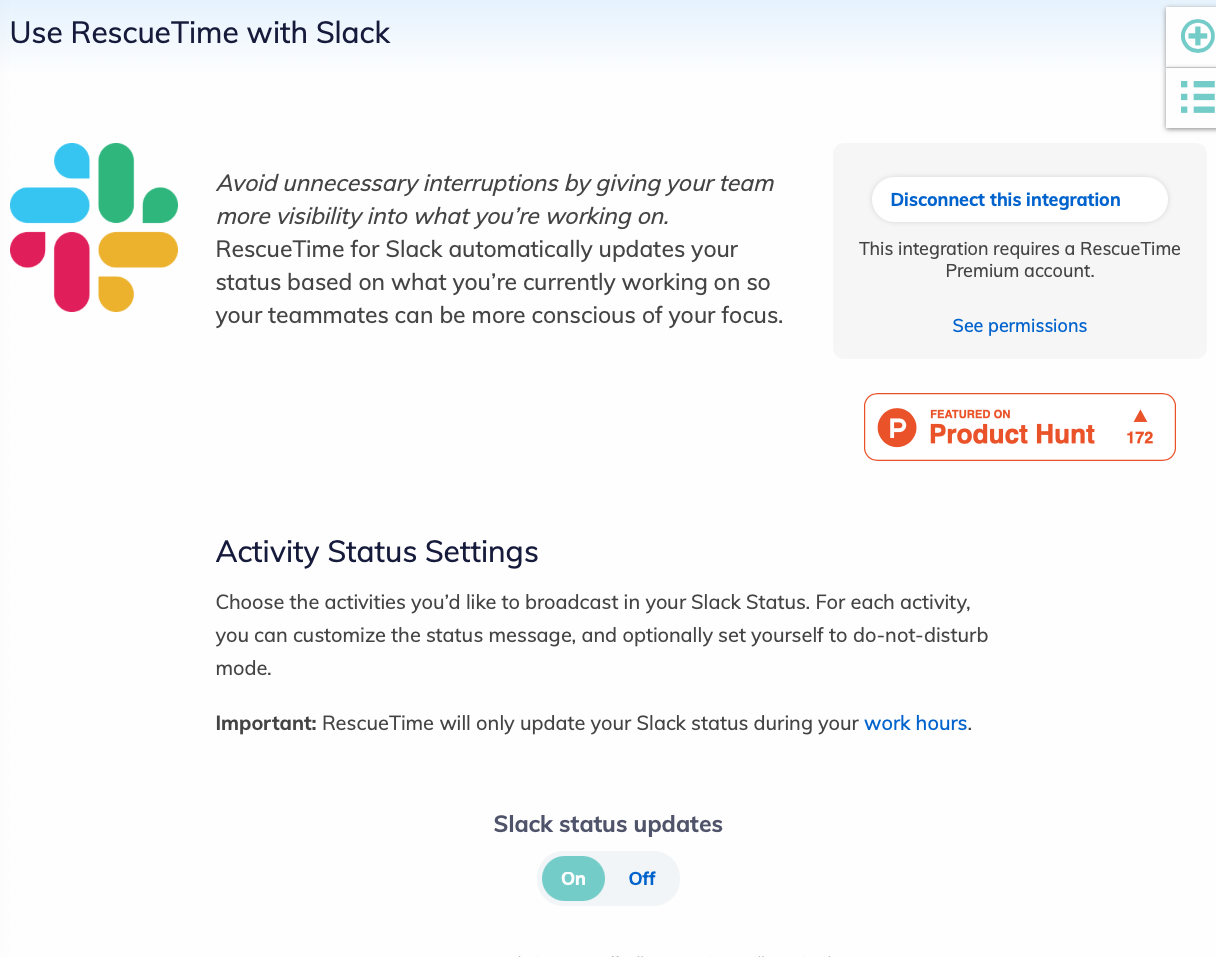 Use RescueTime with Slack
Avoid unnecessary interruptions by giving your team
more visibility into what you’re working on.
RescueTime for Slack automatically updates your
status based on what you’re currently working on so
your teammates can be more conscious of your focus.
Disconnect this integration
This integration requires a RescueTime
Premium account.
See permissions
P
FEATURED ON
Product Hunt
▲
172
Activity Status Settings
Choose the activities you’d like to broadcast in your Slack Status. For each activity,
you can customize the status message, and optionally set yourself to do-not-disturb
mode.
Important: RescueTime will only update your Slack status during your work hours.
Slack status updates
On Off